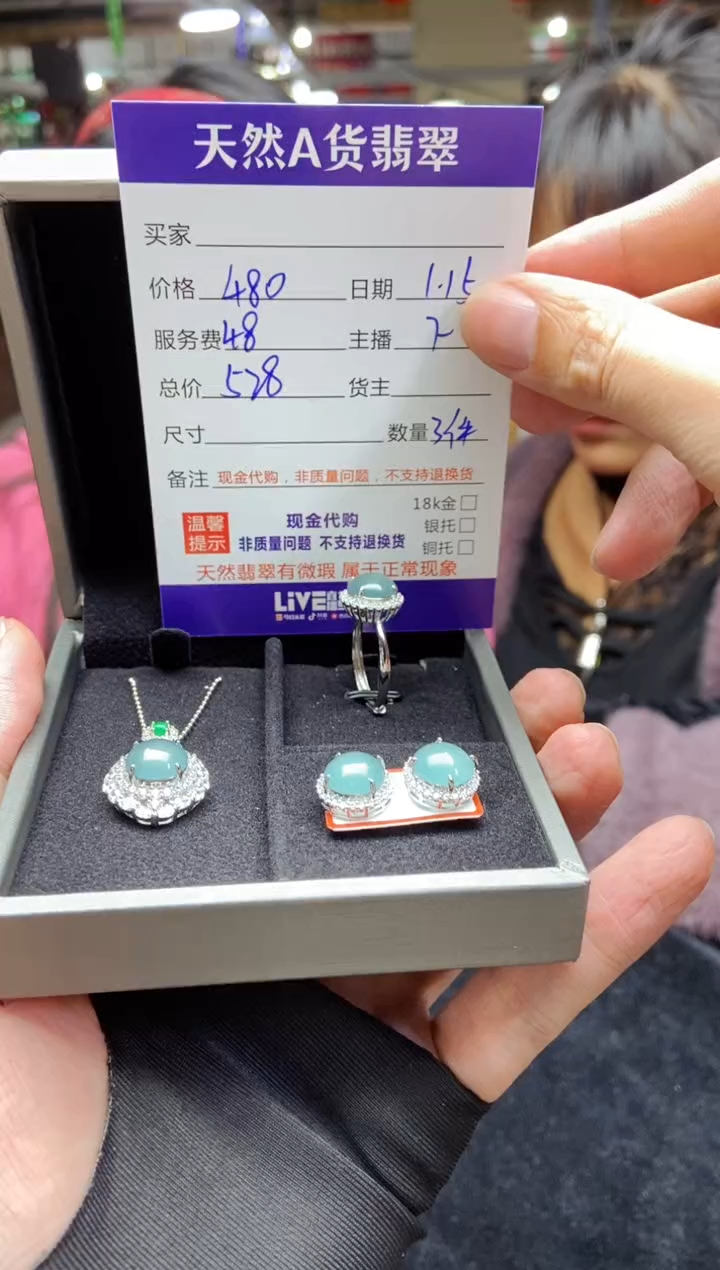 天然A货翡翠
买家
价格 480 日期 1.15
服务费 48 主播
总价 528 货主
尺寸 数量 3件
备注 现金代购，非质量问题，不支持退换货
18k金
温馨提示 现金代购 银托
非质量问题 不支持退换货 铜托
天然翡翠有微瑕 属于正常现象
LiVE